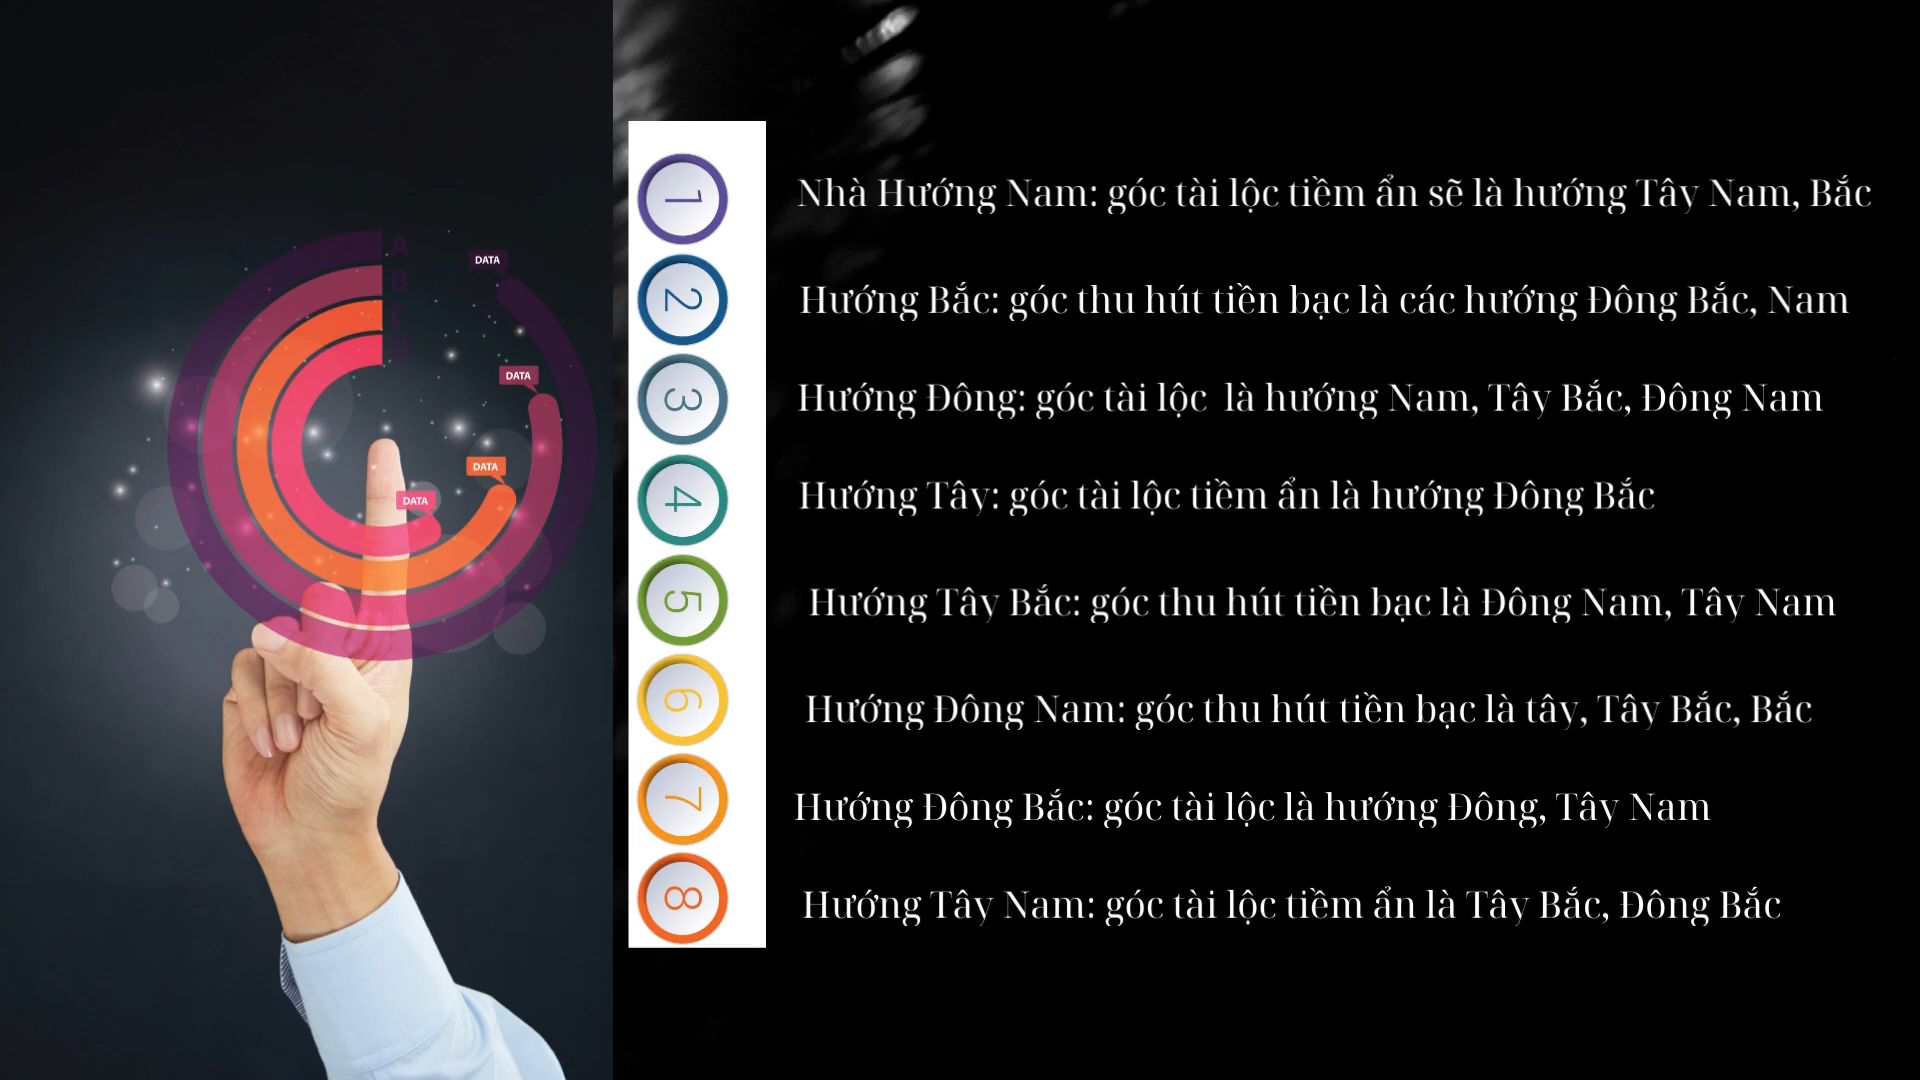 A
B
C
D
DATA
DATA
DATA
DATA
1
Nhà Hướng Nam: góc tài lộc tiềm ẩn sẽ là hướng Tây Nam, Bắc
2
Hướng Bắc: góc thu hút tiền bạc là các hướng Đông Bắc, Nam
3
Hướng Đông: góc tài lộc  là hướng Nam, Tây Bắc, Đông Nam
4
Hướng Tây: góc tài lộc tiềm ẩn là hướng Đông Bắc
5
Hướng Tây Bắc: góc thu hút tiền bạc là Đông Nam, Tây Nam
6
Hướng Đông Nam: góc thu hút tiền bạc là tây, Tây Bắc, Bắc
7
Hướng Đông Bắc: góc tài lộc là hướng Đông, Tây Nam
8
Hướng Tây Nam: góc tài lộc tiềm ẩn là Tây Bắc, Đông Bắc